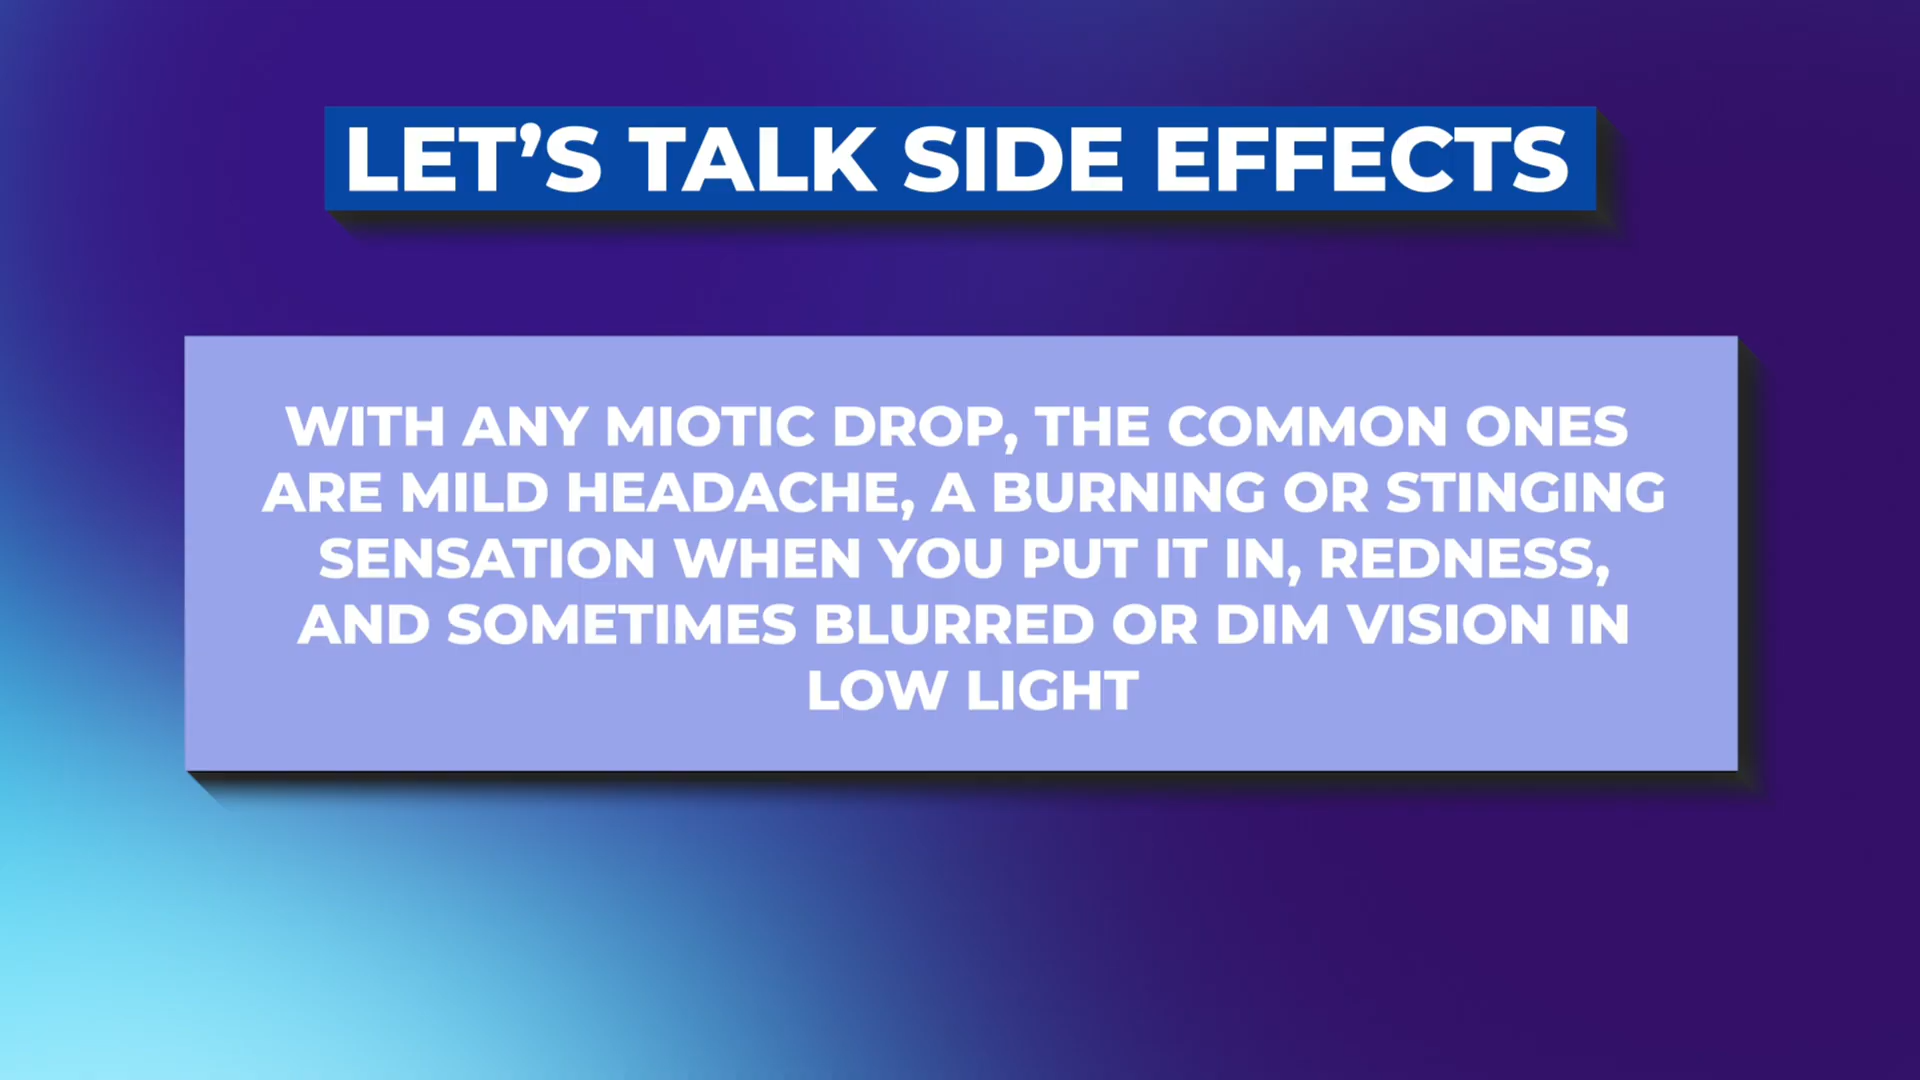 LET’S TALK SIDE EFFECTS
WITH ANY MIOTIC DROP, THE COMMON ONES
ARE MILD HEADACHE, A BURNING OR STINGING
SENSATION WHEN YOU PUT IT IN, REDNESS,
AND SOMETIMES BLURRED OR DIM VISION IN
LOW LIGHT